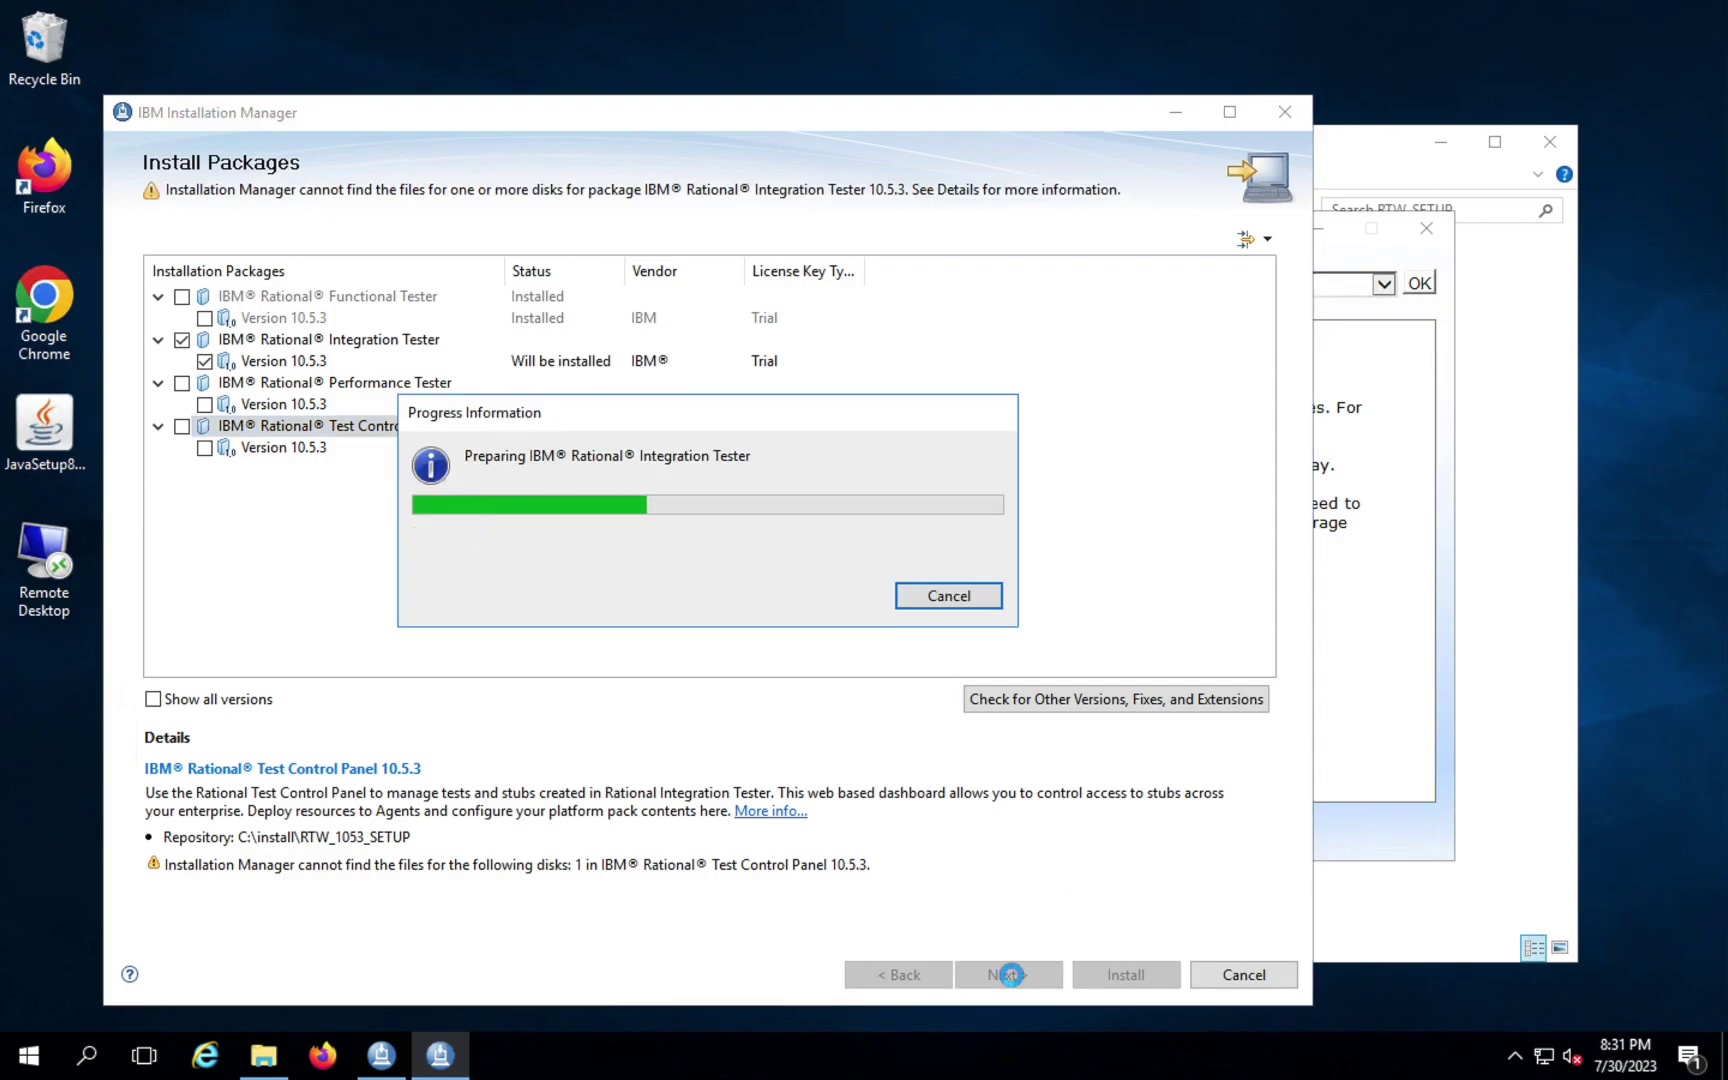 Recycle Bin
Firefox
Google
Chrome
JavaSetup8...
Remote
Desktop
IBM Installation Manager
Install Packages
Installation Manager cannot find the files for one or more disks for package IBM® Rational® Integration Tester 10.5.3. See Details for more information.
Installation Packages Status Vendor License Key Ty...
IBM® Rational® Functional Tester Installed
Version 10.5.3 Installed IBM Trial
IBM® Rational® Integration Tester
Version 10.5.3 Will be installed IBM® Trial
IBM® Rational® Performance Tester
Version 10.5.3
IBM® Rational® Test Contro
Version 10.5.3
Progress Information
Preparing IBM® Rational® Integration Tester
Cancel
Show all versions
Check for Other Versions, Fixes, and Extensions
Details
IBM® Rational® Test Control Panel 10.5.3
Use the Rational Test Control Panel to manage tests and stubs created in Rational Integration Tester. This web based dashboard allows you to control access to stubs across
your enterprise. Deploy resources to Agents and configure your platform pack contents here. More info...
• Repository: C:\install\RTW_1053_SETUP
Installation Manager cannot find the files for the following disks: 1 in IBM® Rational® Test Control Panel 10.5.3.
< Back
Next >
Install
Cancel
Search RTW_SETUP
OK
es. For
ay.
eed to
rage
8:31 PM
7/30/2023
1